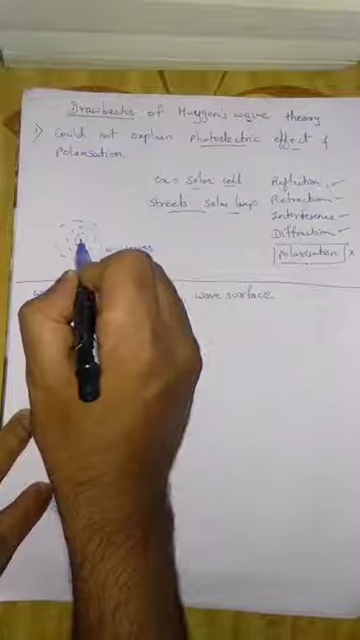 Drawbacks of Huygen's wave theory
1) Could not explain photoelectric effect &
Polarisation
ex = solar cell
streets solar lamp
Reflection
Refraction
Interference
Diffraction
Polarisation x
wave surface